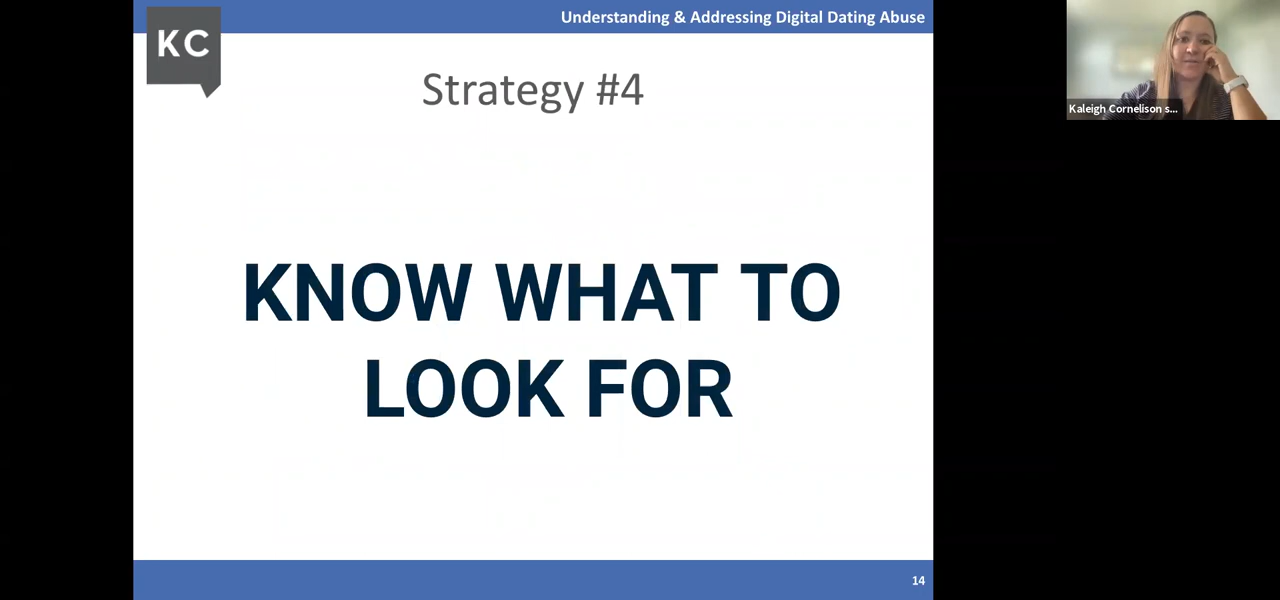 Understanding & Addressing Digital Dating Abuse
KC
Strategy #4
KNOW WHAT TO
LOOK FOR
14
Kaleigh Cornelison s...